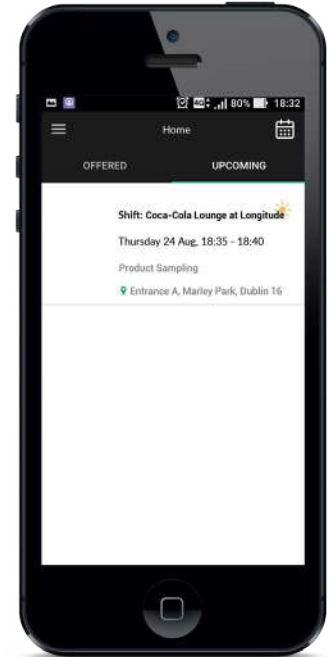 4G 80% 18:32
Home
OFFERED UPCOMING
Shift: Coca-Cola Lounge at Longitude
Thursday 24 Aug, 18:35 - 18:40
Product Sampling
Entrance A, Marley Park, Dublin 16